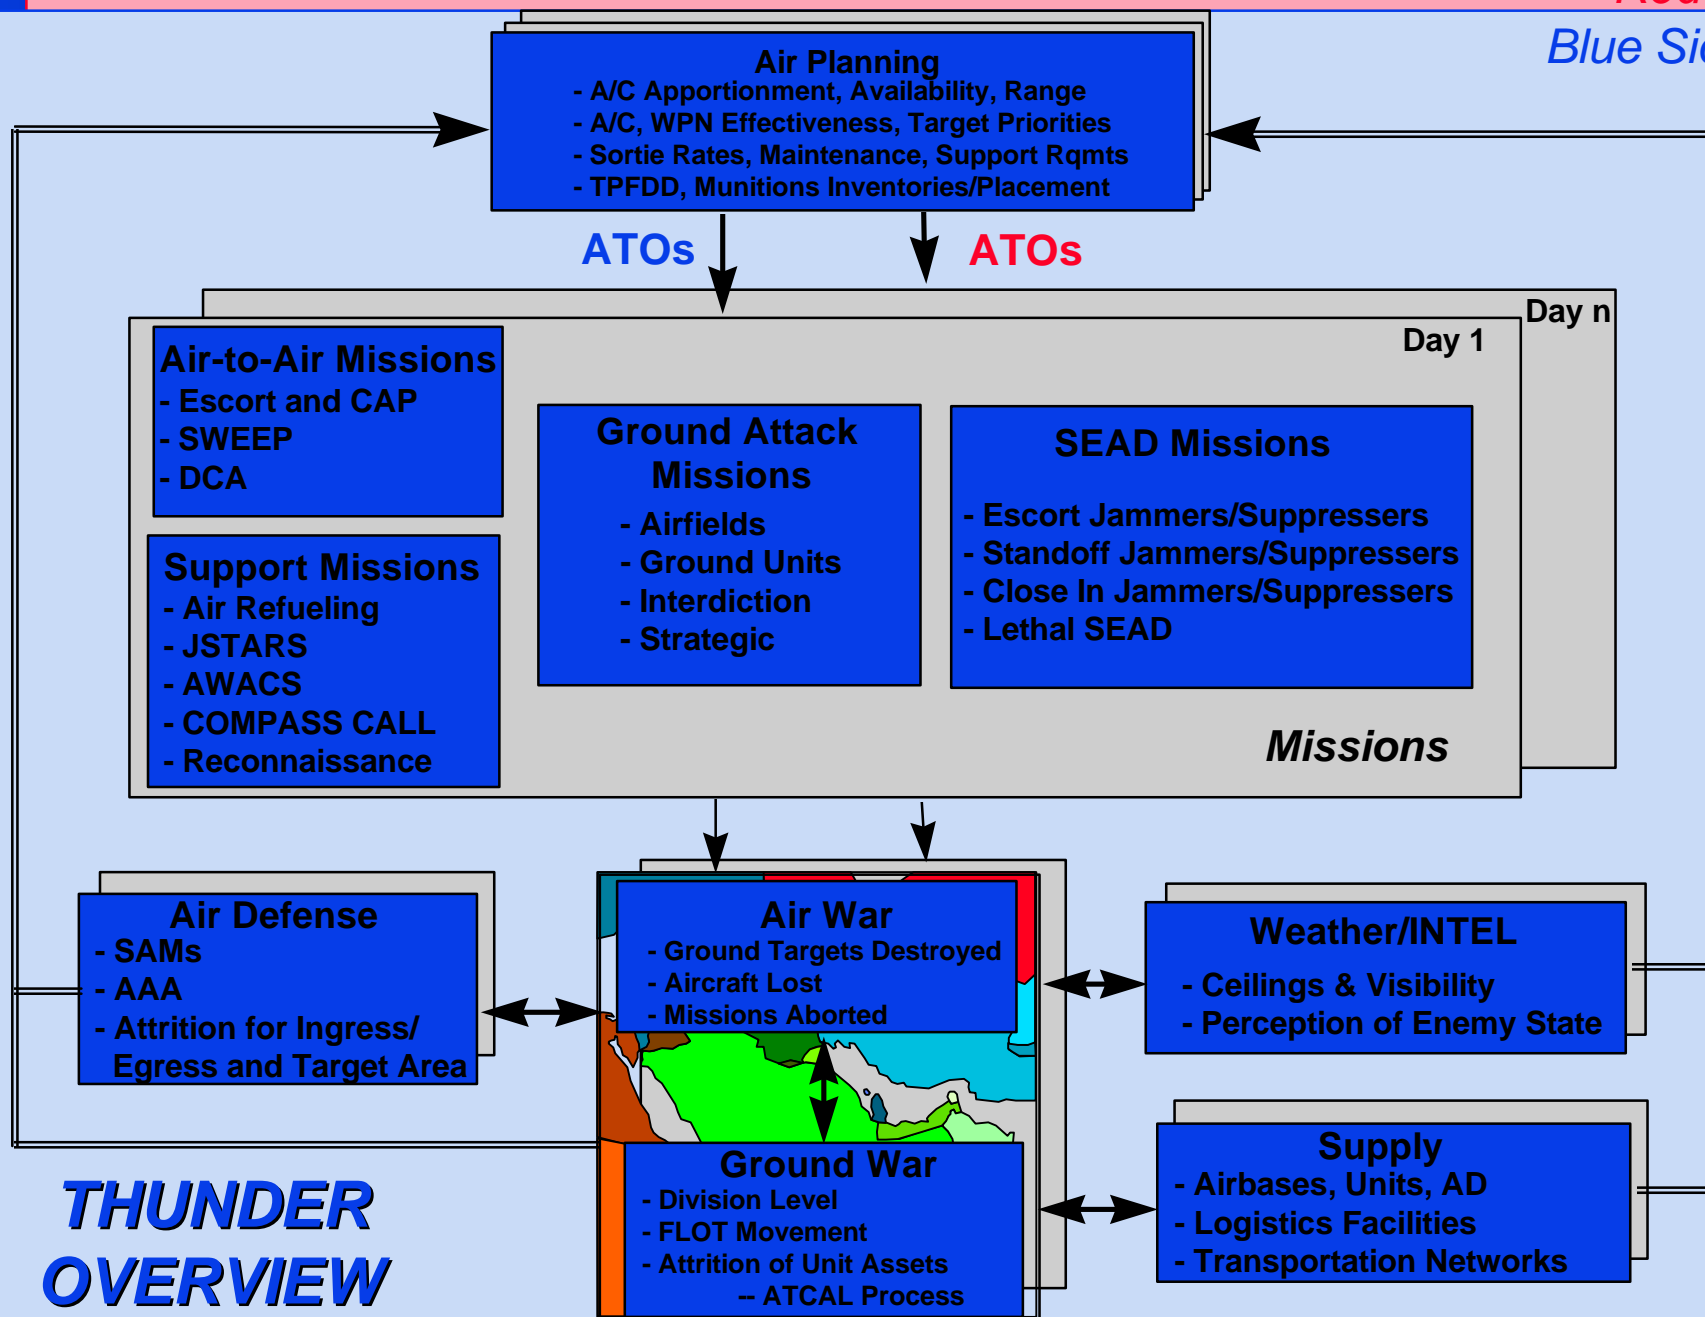 Blue
Air Planning
- A/C Apportionment, Availability, Range
- A/C, WPN Effectiveness, Target Priorities
- Sortie Rates, Maintenance, Support Rqmts
- TPFDD, Munitions Inventories/Placement
ATOs
ATOs
Day n
Day 1
Air-to-Air Missions
- Escort and CAP
- SWEEP
- DCA
Support Missions
- Air Refueling
- JSTARS
- AWACS
- COMPASS CALL
- Reconnaissance
Ground Attack
Missions
- Airfields
- Ground Units
- Interdiction
- Strategic
SEAD Missions
- Escort Jammers/Suppressers
- Standoff Jammers/Suppressers
- Close In Jammers/Suppressers
- Lethal SEAD
Missions
Air Defense
- SAMs
- AAA
- Attrition for Ingress/
Egress and Target Area
Air War
- Ground Targets Destroyed
- Aircraft Lost
- Missions Aborted
Weather/INTEL
- Ceilings & Visibility
- Perception of Enemy State
Ground War
- Division Level
- FLOT Movement
- Attrition of Unit Assets
-- ATCAL Process
Supply
- Airbases, Units, AD
- Logistics Facilities
- Transportation Networks
THUNDER
OVERVIEW